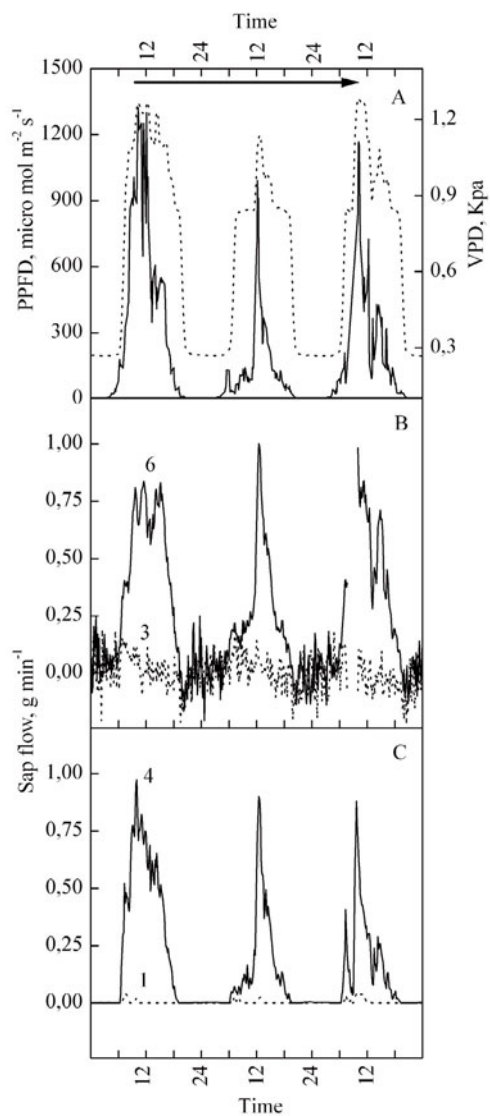 Time
12 24 12 24 12
A
1500
1200
900
600
300
0
PPFD, micro mol m-2 s-1
1,2
0,9
0,6
0,3
VPD, Kpa
B
1,00
0,75
0,50
0,25
0,00
6
3
Sap flow, g min-1
C
1,00
0,75
0,50
0,25
0,00
4
1
12 24 12 24 12
Time